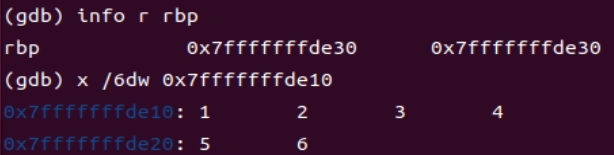 (gdb) info r rbp
rbp 0x7fffffffde30 0x7fffffffde30
(gdb) x /6dw 0x7fffffffde10
0x7fffffffde10: 1 2 3 4
0x7fffffffde20: 5 6